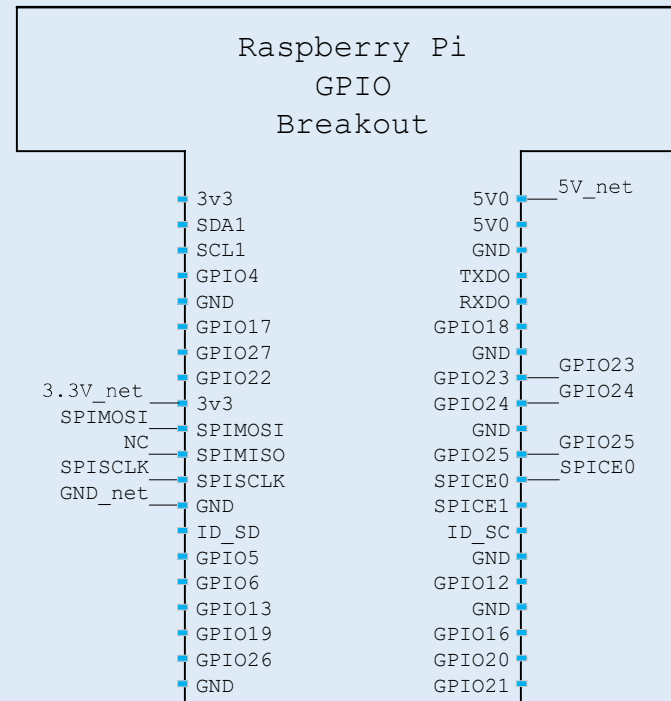 Raspberry Pi
GPIO
Breakout
3v3 5V0 5V_net
SDA1 5V0
SCL1 GND
GPIO4 TXDO
GND RXDO
GPIO17 GPIO18
GPIO27 GND
GPIO22 GPIO23 GPIO23
3.3V_net 3v3 GPIO24 GPIO24
SPIMOSI SPIMOSI GND
NC SPIMISO GPIO25 GPIO25
SPISCLK SPISCLK SPICE0 SPICE0
GND_net GND SPICE1
ID_SD ID_SC
GPIO5 GND
GPIO6 GPIO12
GPIO13 GND
GPIO19 GPIO16
GPIO26 GPIO20
GND GPIO21